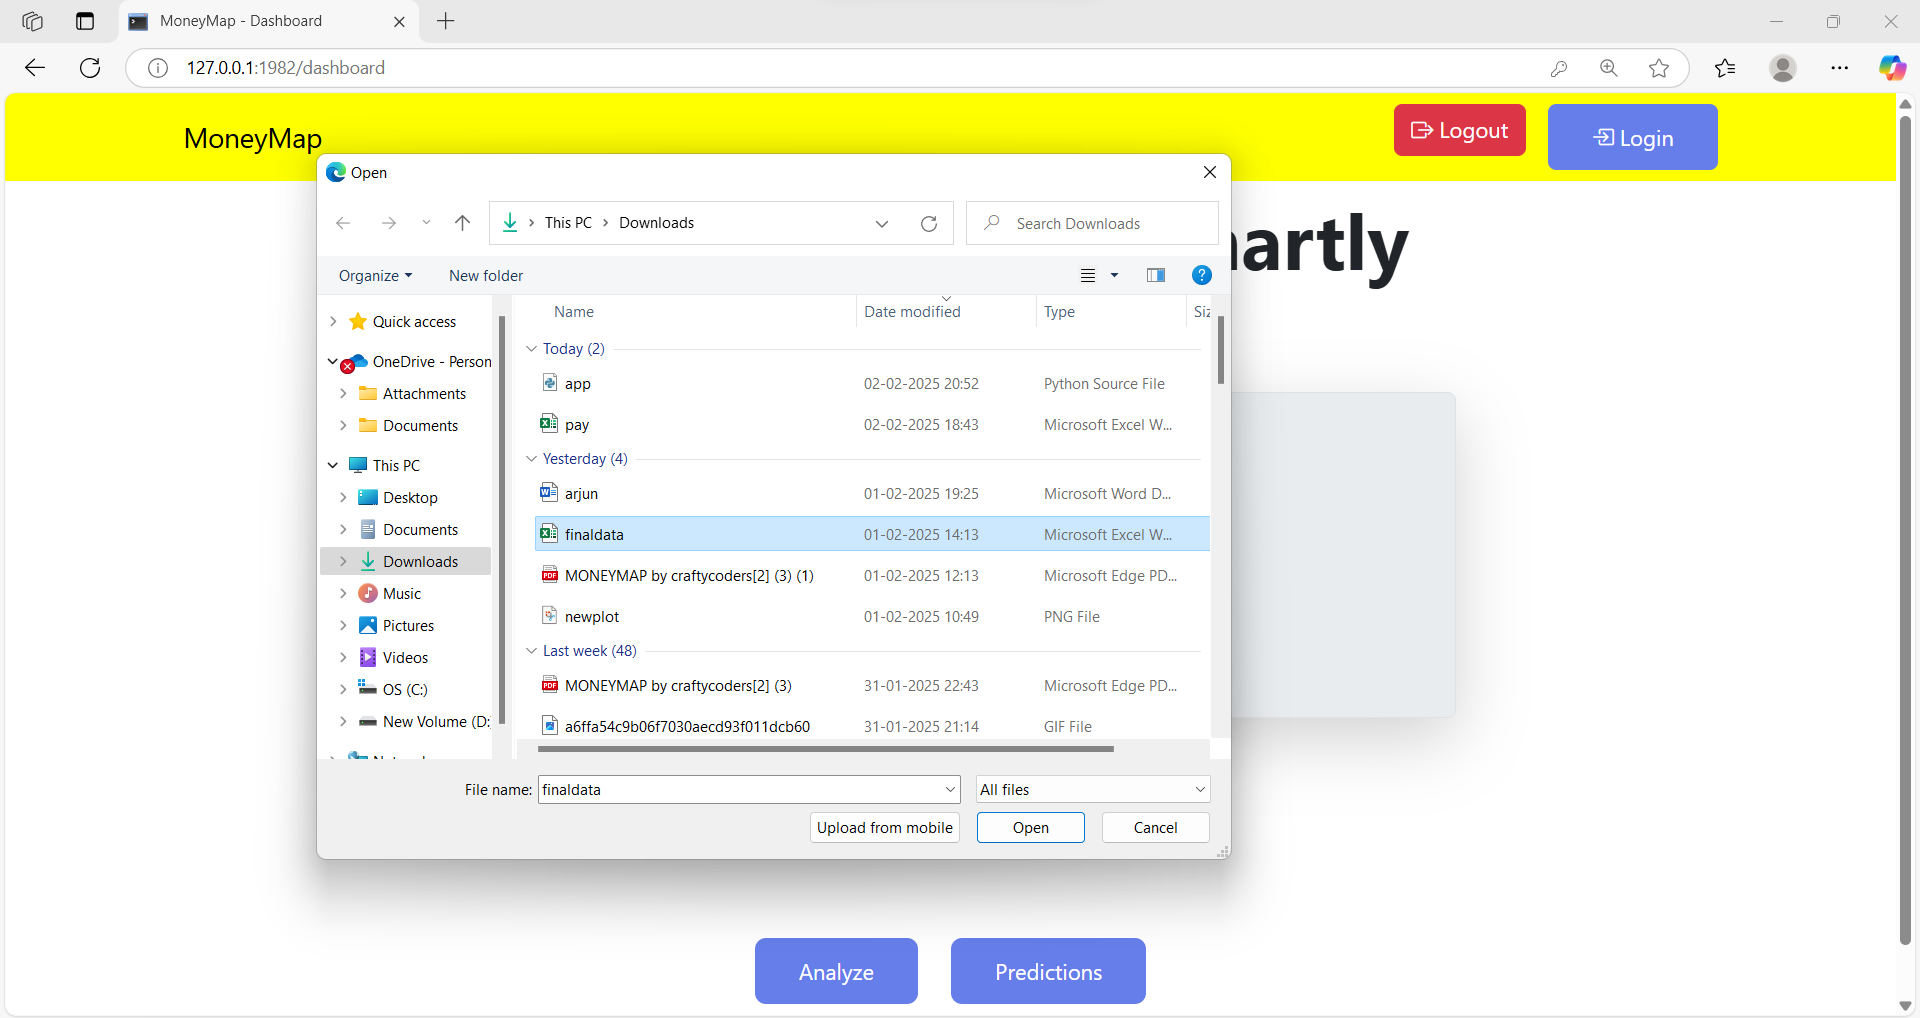 MoneyMap - Dashboard
127.0.0.1:1982/dashboard
MoneyMap
Logout
Login
artly
Open
This PC > Downloads
Search Downloads
Organize
New folder
?
Name
Date modified
Type
Siz
Quick access
OneDrive - Person
Attachments
Documents
This PC
Desktop
Documents
Downloads
Music
Pictures
Videos
OS (C:)
New Volume (D:
Today (2)
app 02-02-2025 20:52 Python Source File
pay 02-02-2025 18:43 Microsoft Excel W...
Yesterday (4)
arjun 01-02-2025 19:25 Microsoft Word D...
finaldata 01-02-2025 14:13 Microsoft Excel W...
MONEYMAP by craftycoders[2] (3) (1) 01-02-2025 12:13 Microsoft Edge PD...
newplot 01-02-2025 10:49 PNG File
Last week (48)
MONEYMAP by craftycoders[2] (3) 31-01-2025 22:43 Microsoft Edge PD...
a6ffa54c9b06f7030aecd93f011dcb60 31-01-2025 21:14 GIF File
File name: finaldata
All files
Upload from mobile
Open
Cancel
Analyze
Predictions